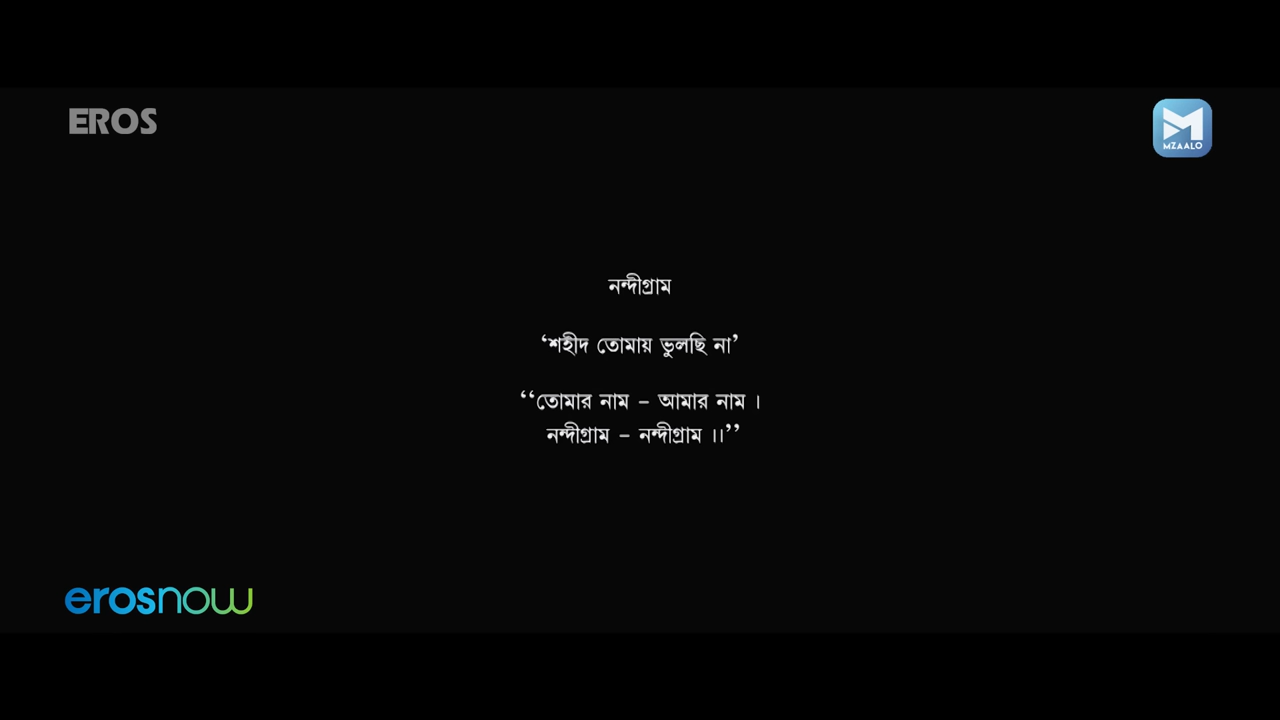 EROS
MZAALO
নন্দীগ্রাম
‘শহীদ তোমায় ভুলছি না’
‘‘তোমার নাম – আমার নাম ।
নন্দীগ্রাম – নন্দীগ্রাম ।।’’
erosnow